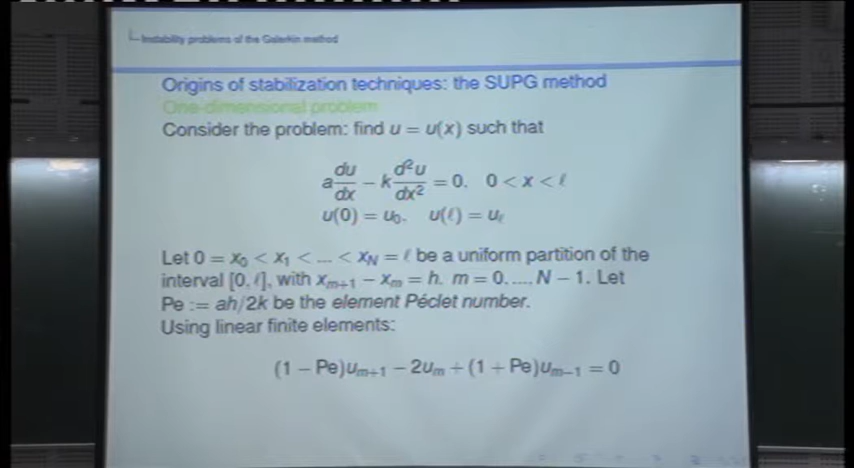 Instability problems of the Galerkin method
Origins of stabilization techniques: the SUPG method
One-dimensional problem
Consider the problem: find u = u(x) such that
a du/dx − k d²u/dx² = 0, 0 < x < ℓ
u(0) = u₀, u(ℓ) = uℓ
Let 0 = x₀ < x₁ < ... < x_N = ℓ be a uniform partition of the
interval [0, ℓ], with x_{m+1} − x_m = h, m = 0, ..., N − 1. Let
Pe := ah/2k be the element Péclet number.
Using linear finite elements:
(1 − Pe)u_{m+1} − 2u_m + (1 + Pe)u_{m−1} = 0